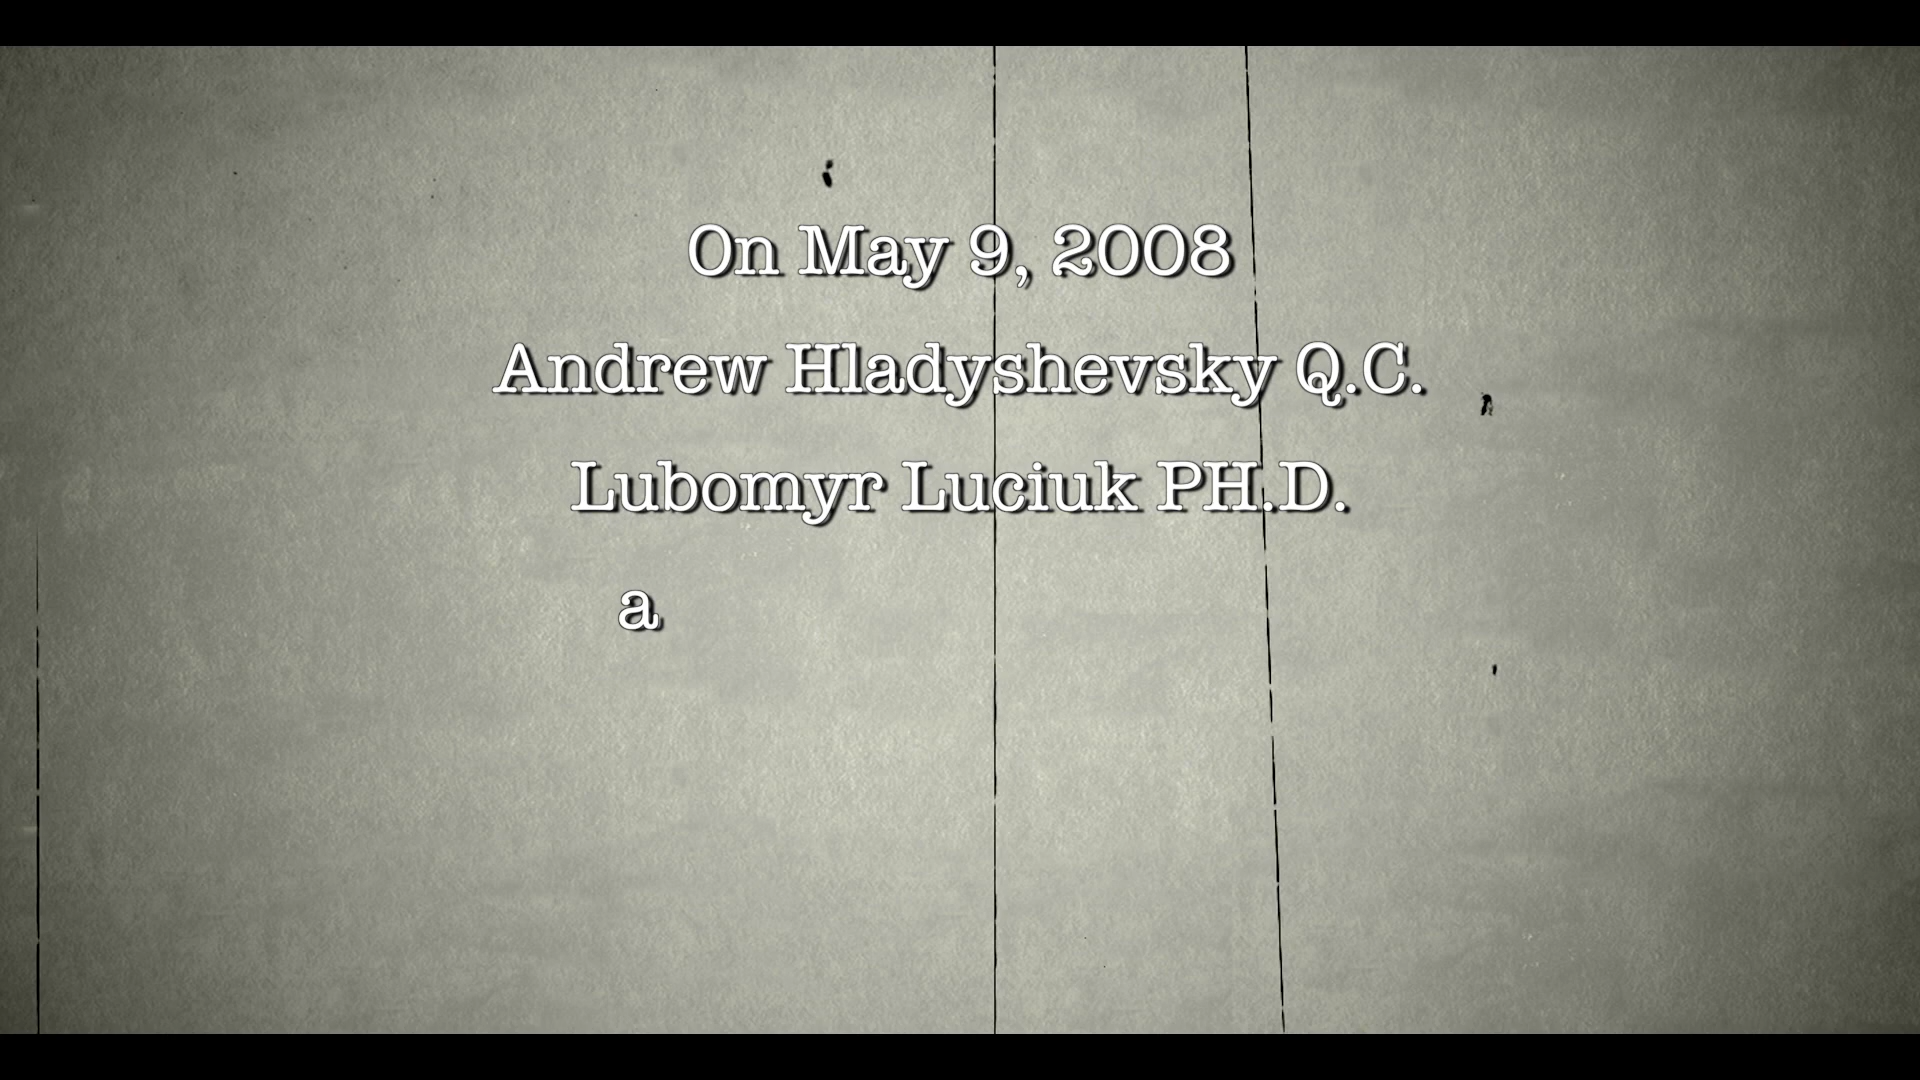 On May 9, 2008
Andrew Hladyshevsky Q.C.
Lubomyr Luciuk PH.D.
a